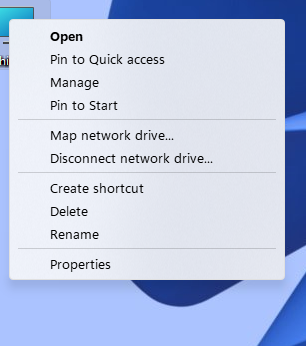 Open
Pin to Quick access
Manage
Pin to Start
Map network drive...
Disconnect network drive...
Create shortcut
Delete
Rename
Properties